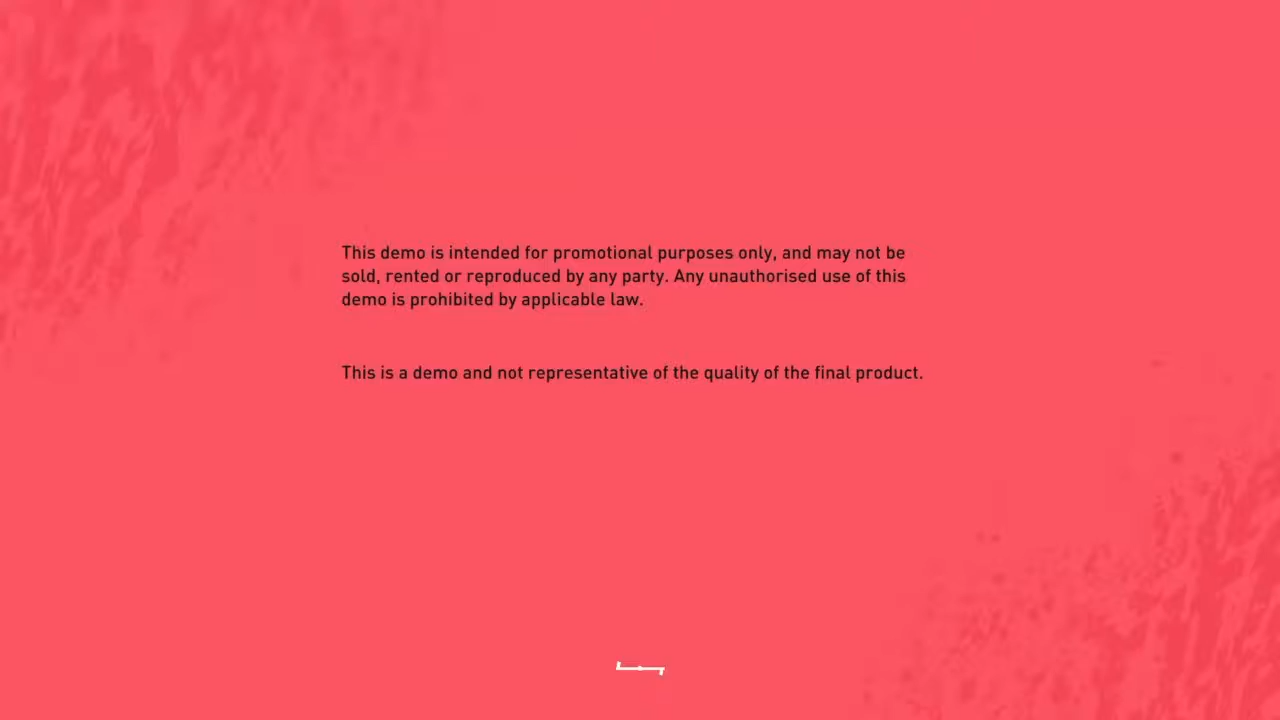 This demo is intended for promotional purposes only, and may not be
sold, rented or reproduced by any party. Any unauthorised use of this
demo is prohibited by applicable law.
This is a demo and not representative of the quality of the final product.